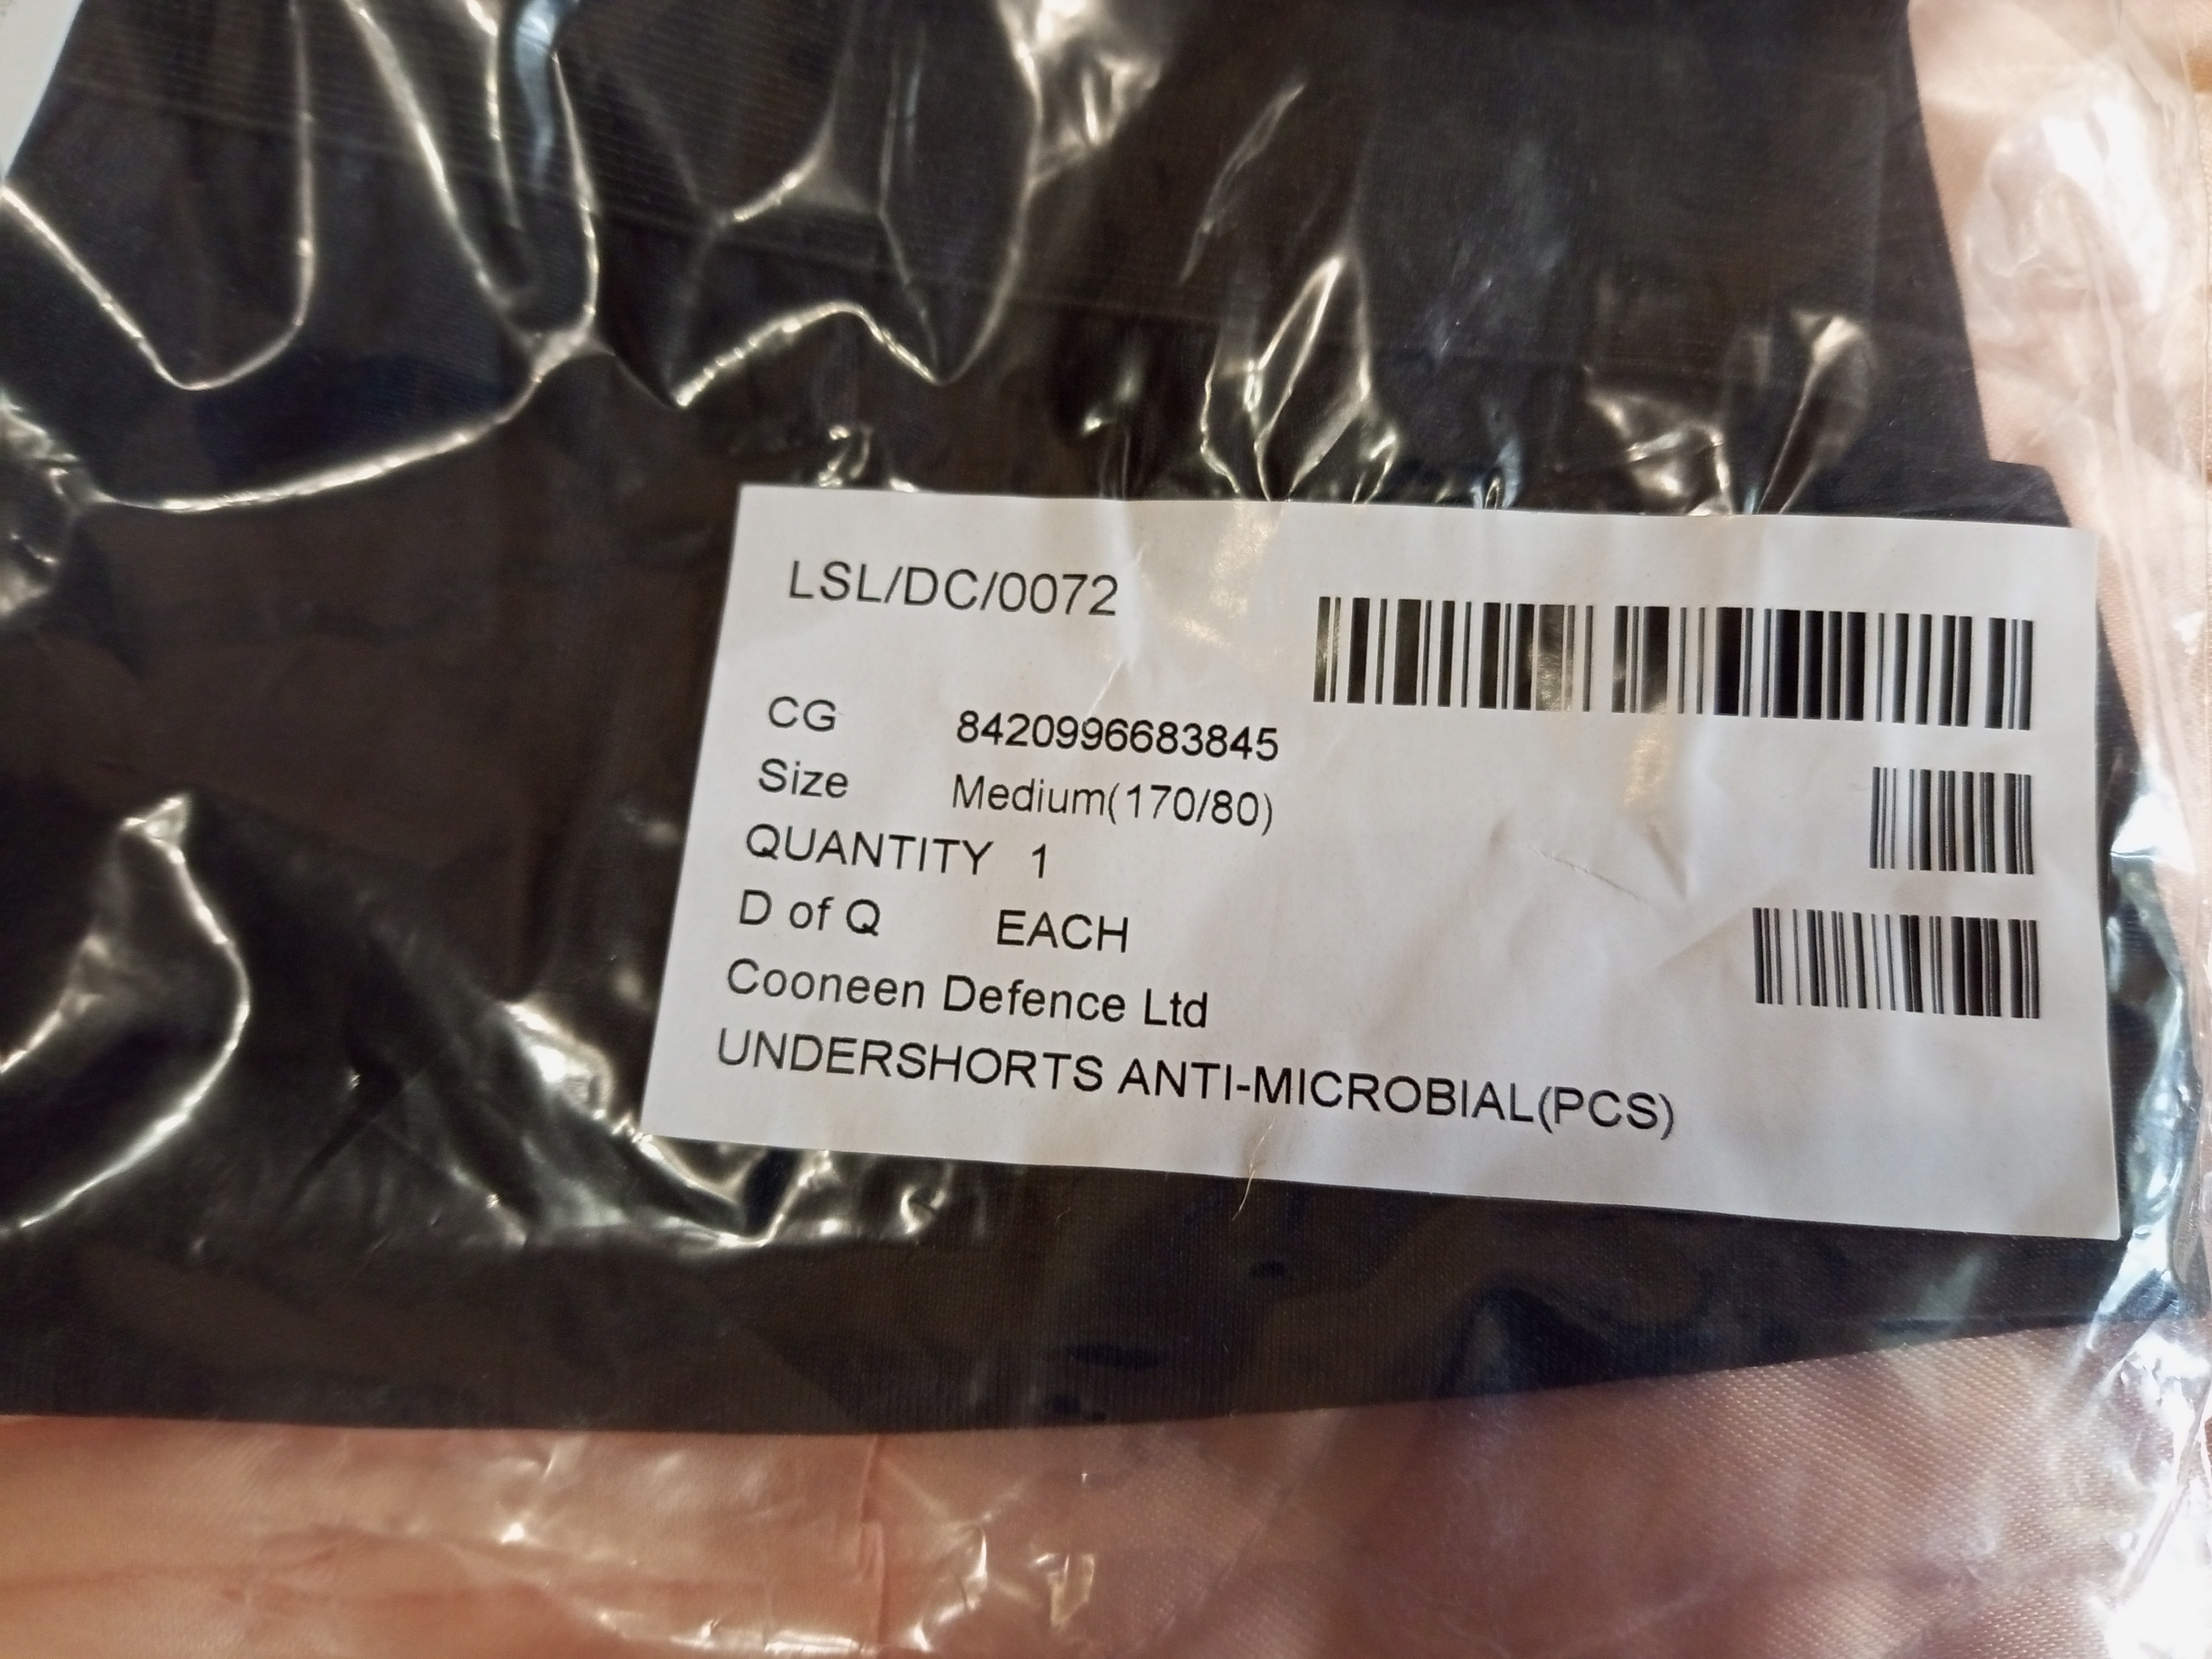 LSL/DC/0072
CG 8420996683845
Size Medium(170/80)
QUANTITY 1
D of Q EACH
Cooneen Defence Ltd
UNDERSHORTS ANTI-MICROBIAL(PCS)